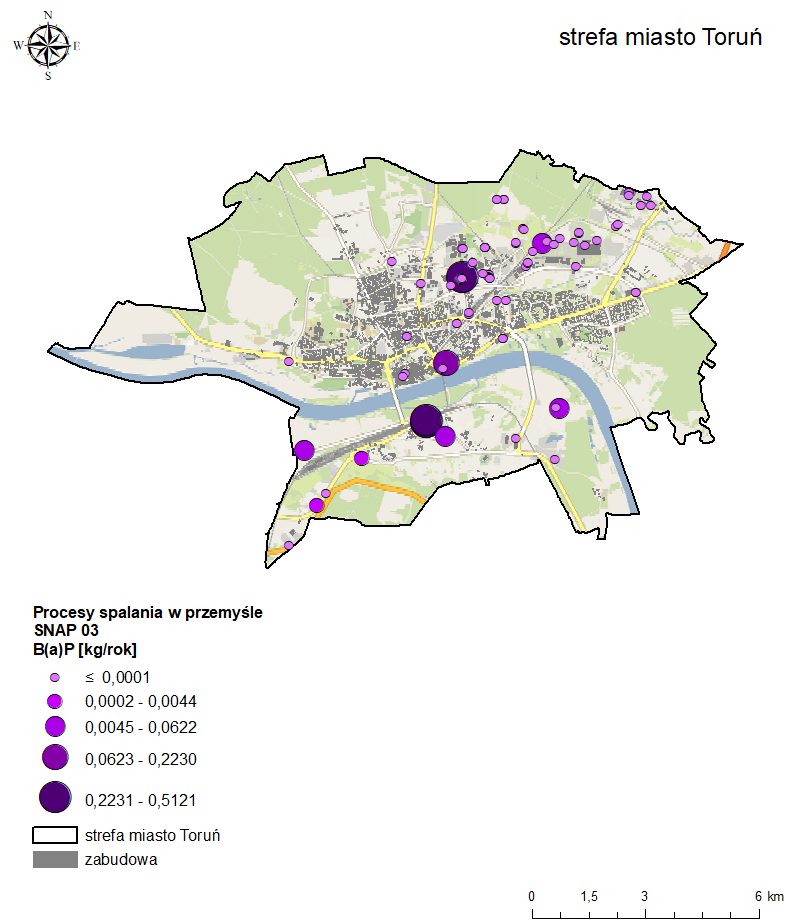 N
W E
S
strefa miasto Toruń
Procesy spalania w przemyśle
SNAP 03
B(a)P [kg/rok]
≤ 0,0001
0,0002 - 0,0044
0,0045 - 0,0622
0,0623 - 0,2230
0,2231 - 0,5121
strefa miasto Toruń
zabudowa
0 1,5 3 6 km